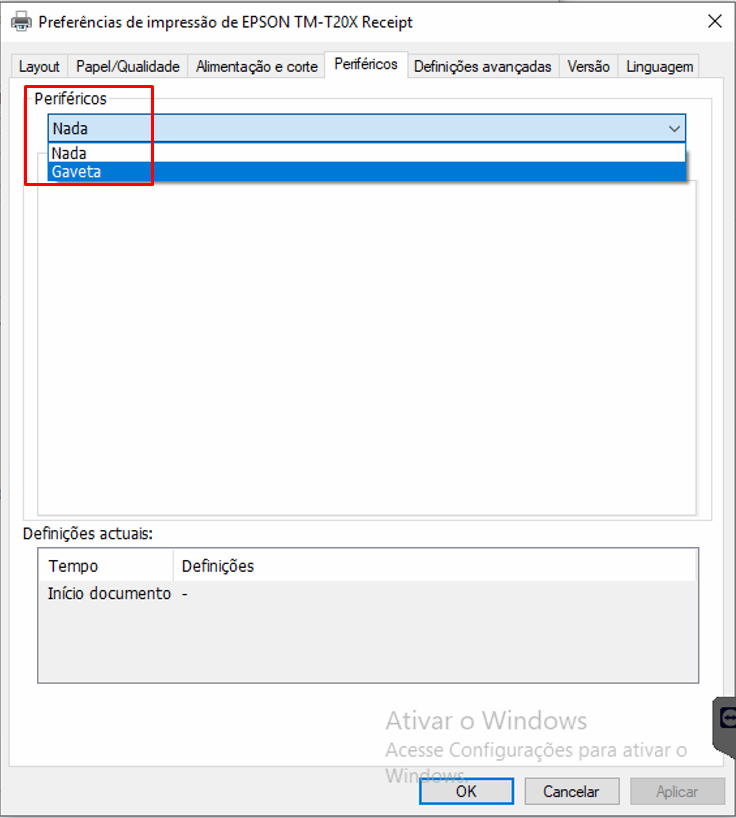 Preferências de impressão de EPSON TM-T20X Receipt
Layout Papel/Qualidade Alimentação e corte Periféricos Definições avançadas Versão Linguagem
Periféricos
Nada
Nada
Gaveta
Definições actuais:
Tempo Definições
Início documento -
Ativar o Windows
Acesse Configurações para ativar o
Windows.
OK Cancelar Aplicar